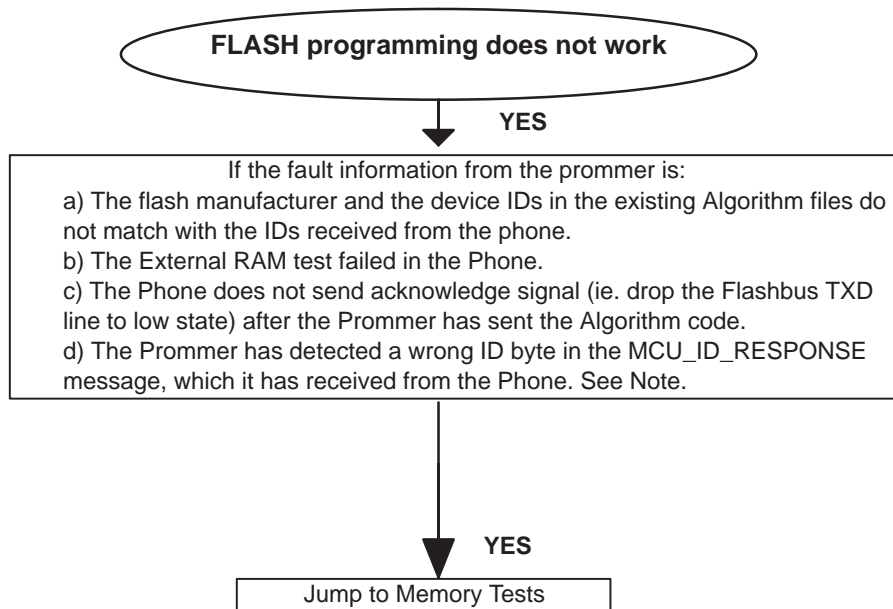 FLASH programming does not work
YES
If the fault information from the prommer is:
a) The flash manufacturer and the device IDs in the existing Algorithm files do
not match with the IDs received from the phone.
b) The External RAM test failed in the Phone.
c) The Phone does not send acknowledge signal (ie. drop the Flashbus TXD
line to low state) after the Prommer has sent the Algorithm code.
d) The Prommer has detected a wrong ID byte in the MCU_ID_RESPONSE
message, which it has received from the Phone. See Note.
YES
Jump to Memory Tests